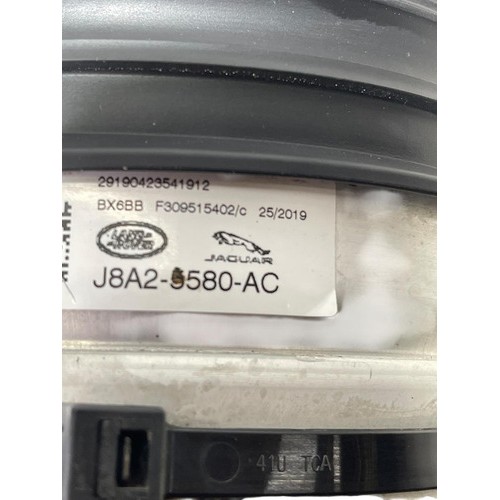 29190423541912
BX6BB F309515402/c 25/2019
LAND
ROVER
JAGUAR
J8A2-5580-AC
41U TCA